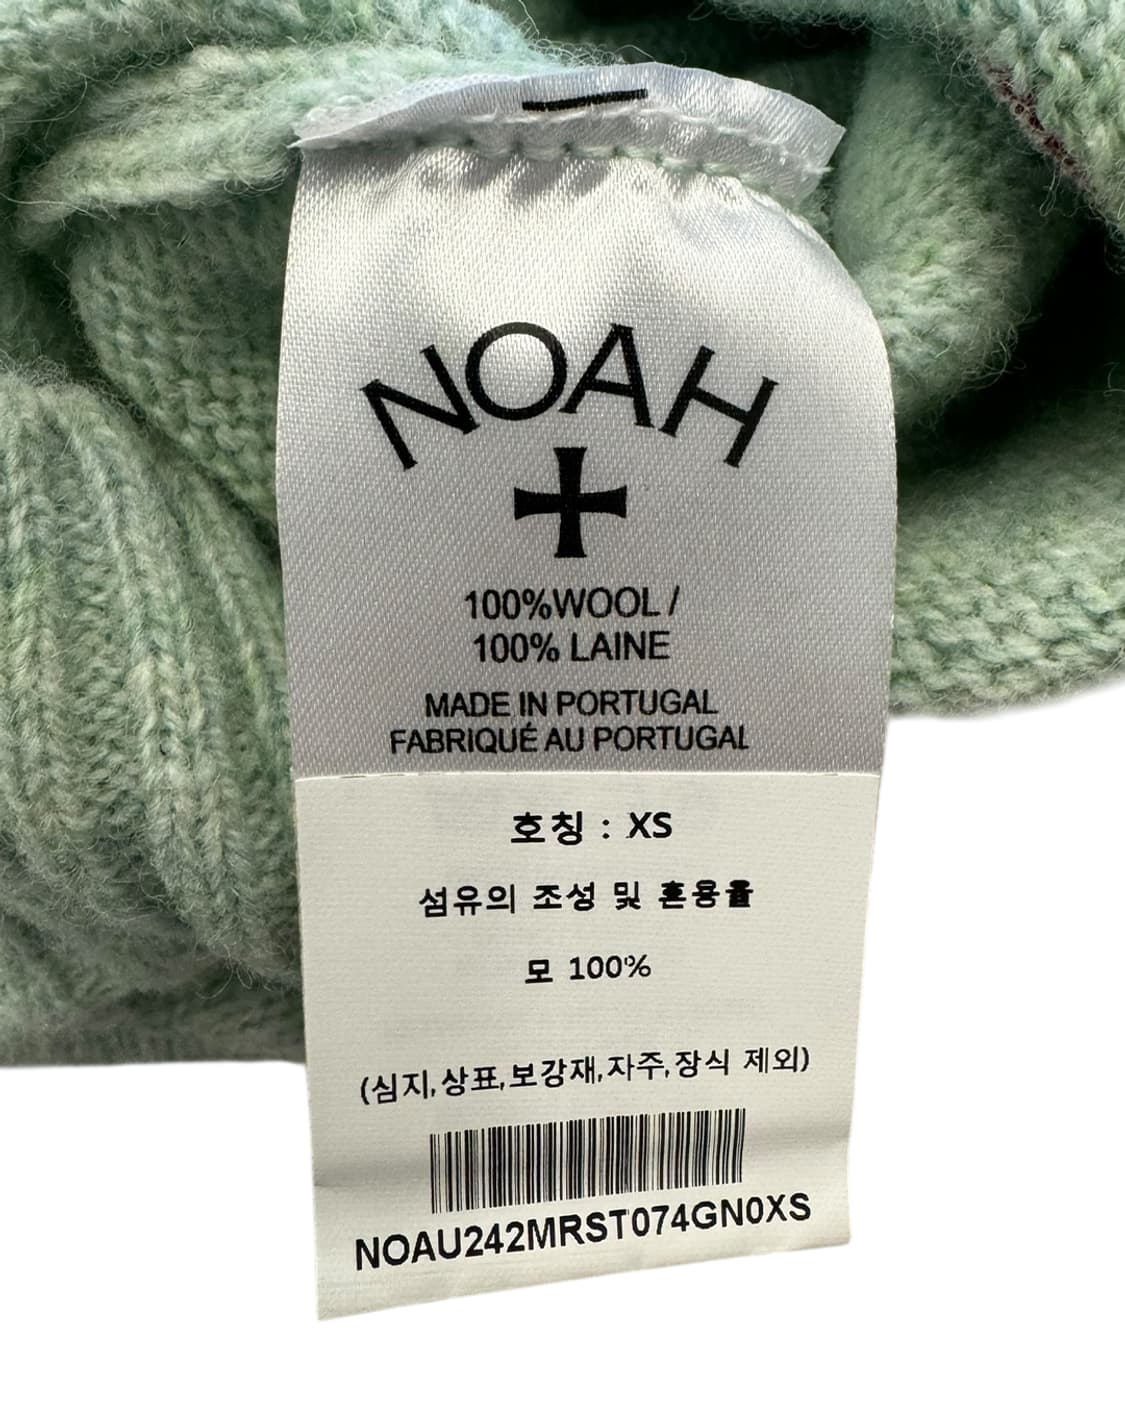 NOAH
100%WOOL /
100% LAINE
MADE IN PORTUGAL
FABRIQUÉ AU PORTUGAL
호칭 : XS
섬유의 조성 및 혼용율
모 100%
(심지,상표,보강재,자주,장식 제외)
NOAU242MRST074GN0XS